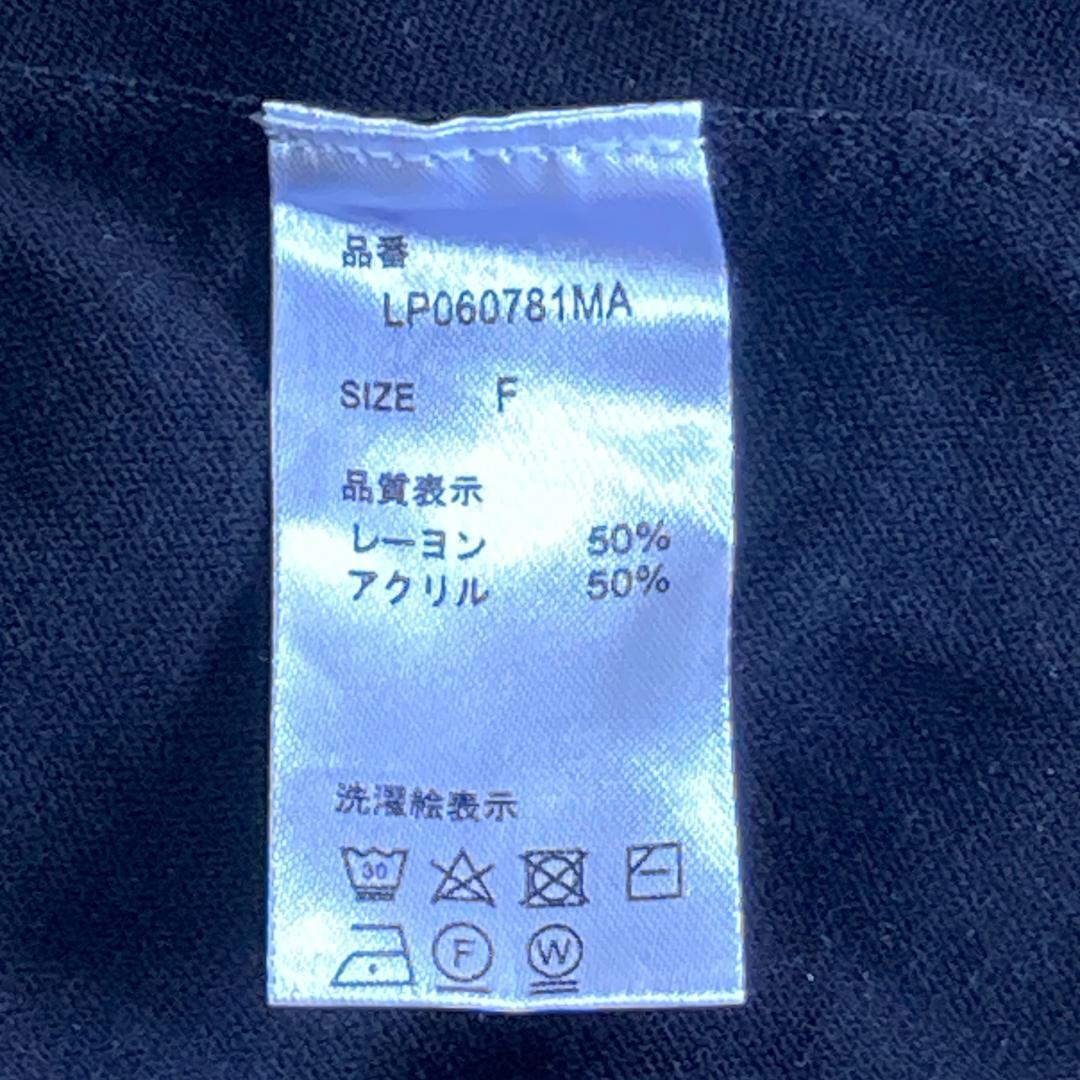 品番
LP060781MA
SIZE F
品質表示
レーヨン 50%
アクリル 50%
洗濯絵表示
30
F W